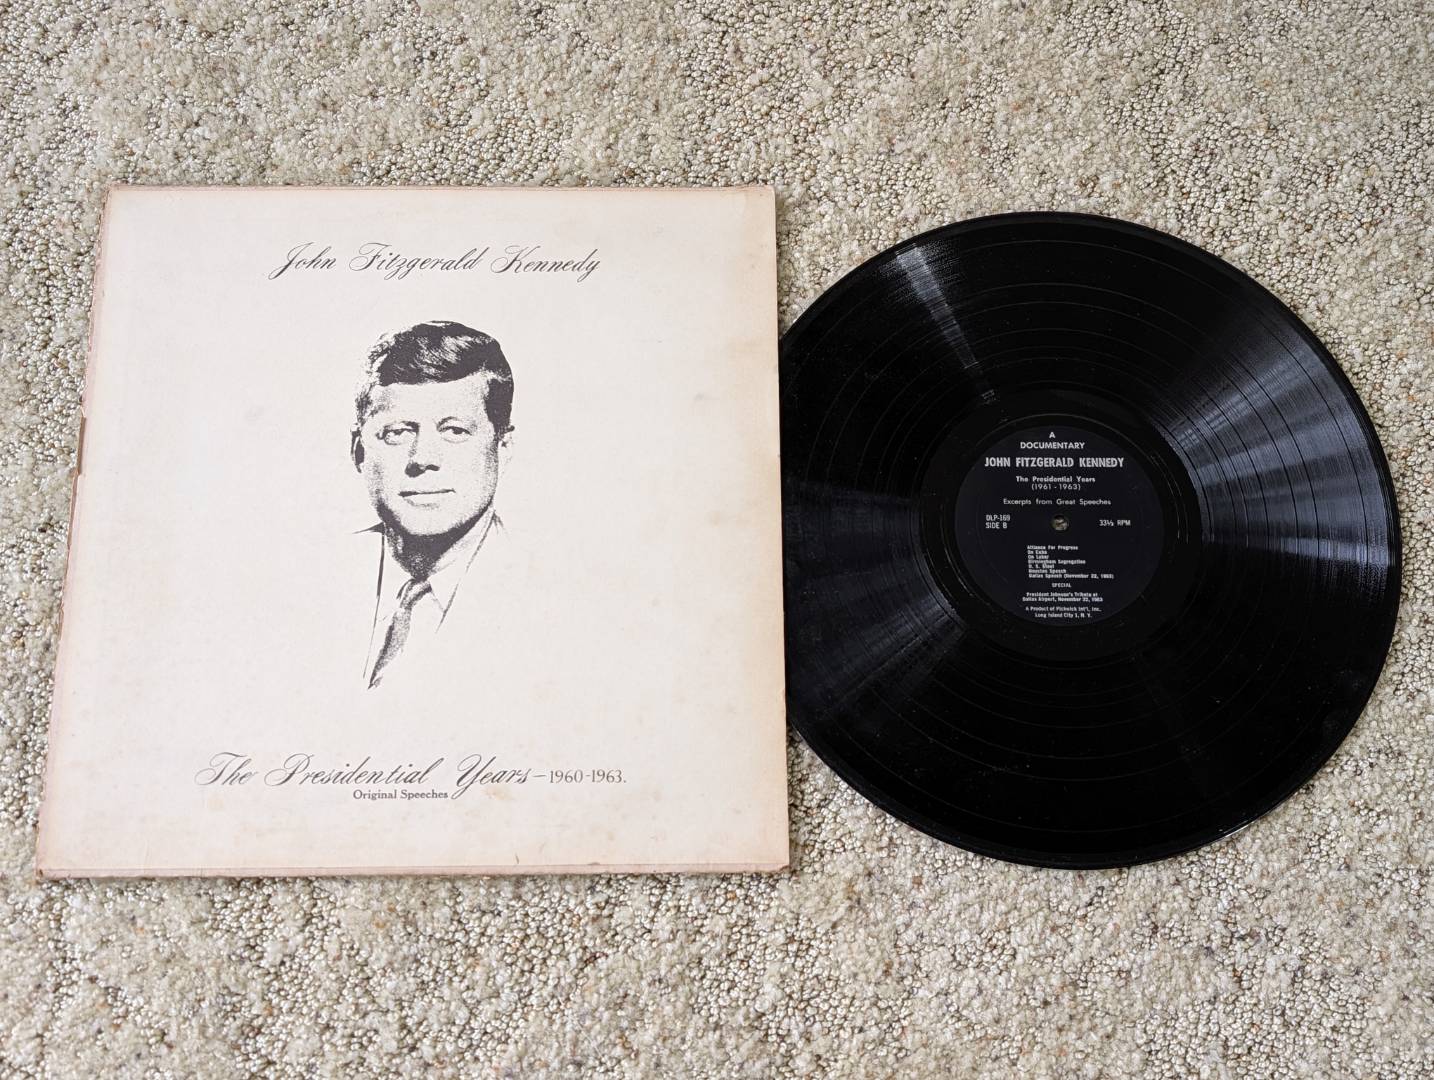 John Fitzgerald Kennedy
The Presidential Years—1960-1963.
Original Speeches
A
DOCUMENTARY
JOHN FITZGERALD KENNEDY
The Presidential Years
(1961 - 1963)
Excerpts from Great Speeches
DLP-169
SIDE B
33⅓ RPM
Alliance For Progress
On Cuba
On Labor
Birmingham Segregation
U. S. Steel
Houston Speech
Dallas Speech (November 22, 1963)
SPECIAL
President Johnson's Tribute at
Dallas Airport, November 22, 1963
A Product of Pickwick Int'l, Inc.
Long Island City 1, N. Y.